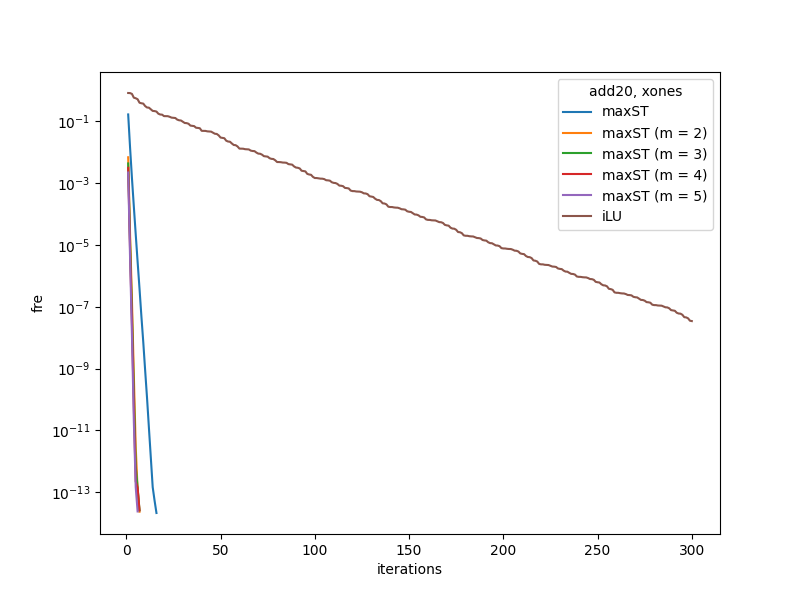 add20, xones
maxST
maxST (m = 2)
maxST (m = 3)
maxST (m = 4)
maxST (m = 5)
iLU
10⁻¹
10⁻³
10⁻⁵
10⁻⁷
10⁻⁹
10⁻¹¹
10⁻¹³
fre
0 50 100 150 200 250 300
iterations